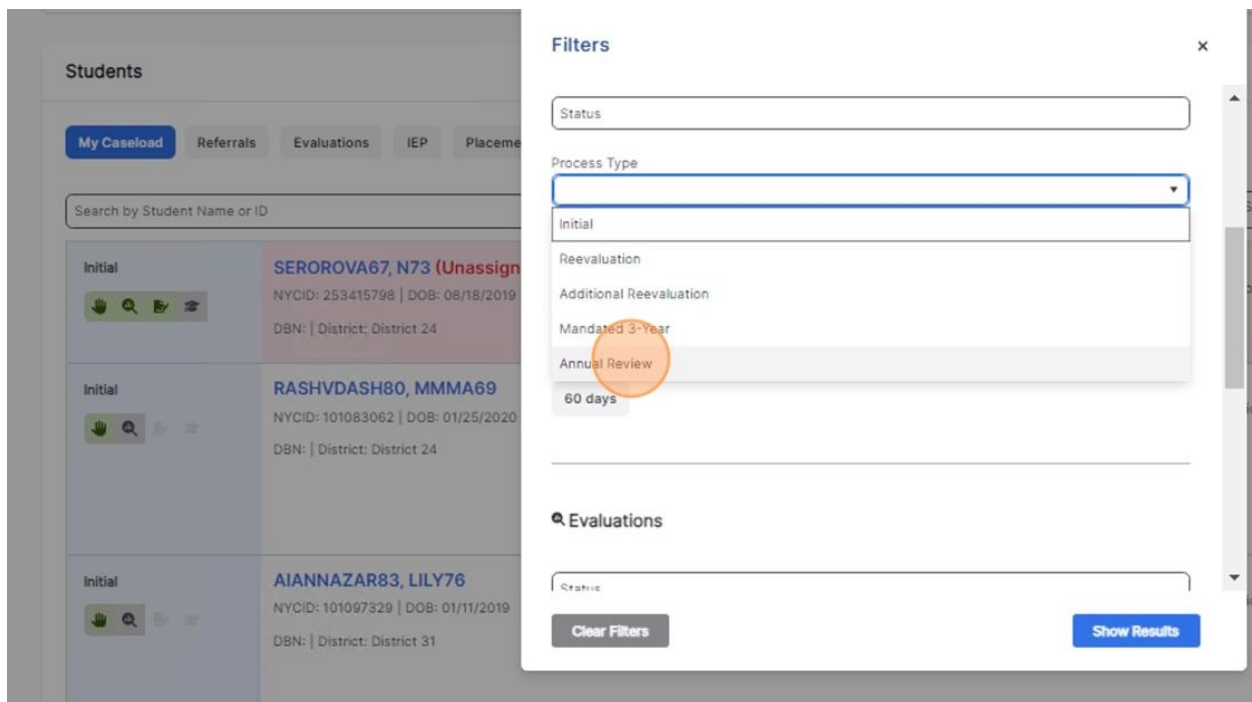 Students
My Caseload Referrals Evaluations IEP Placeme
Search by Student Name or ID
Initial
SEROROVA67, N73 (Unassign
NYCID: 253415798 | DOB: 08/18/2019
DBN: | District: District 24
Initial
RASHVDASH80, MMMA69
NYCID: 101083062 | DOB: 01/25/2020
DBN: | District: District 24
Initial
AIANNAZAR83, LILY76
NYCID: 101097329 | DOB: 01/11/2019
DBN: | District: District 31
Filters
×
Status
Process Type
Initial
Reevaluation
Additional Reevaluation
Mandated 3-Year
Annual Review
60 days
Evaluations
Status
Clear Filters
Show Results